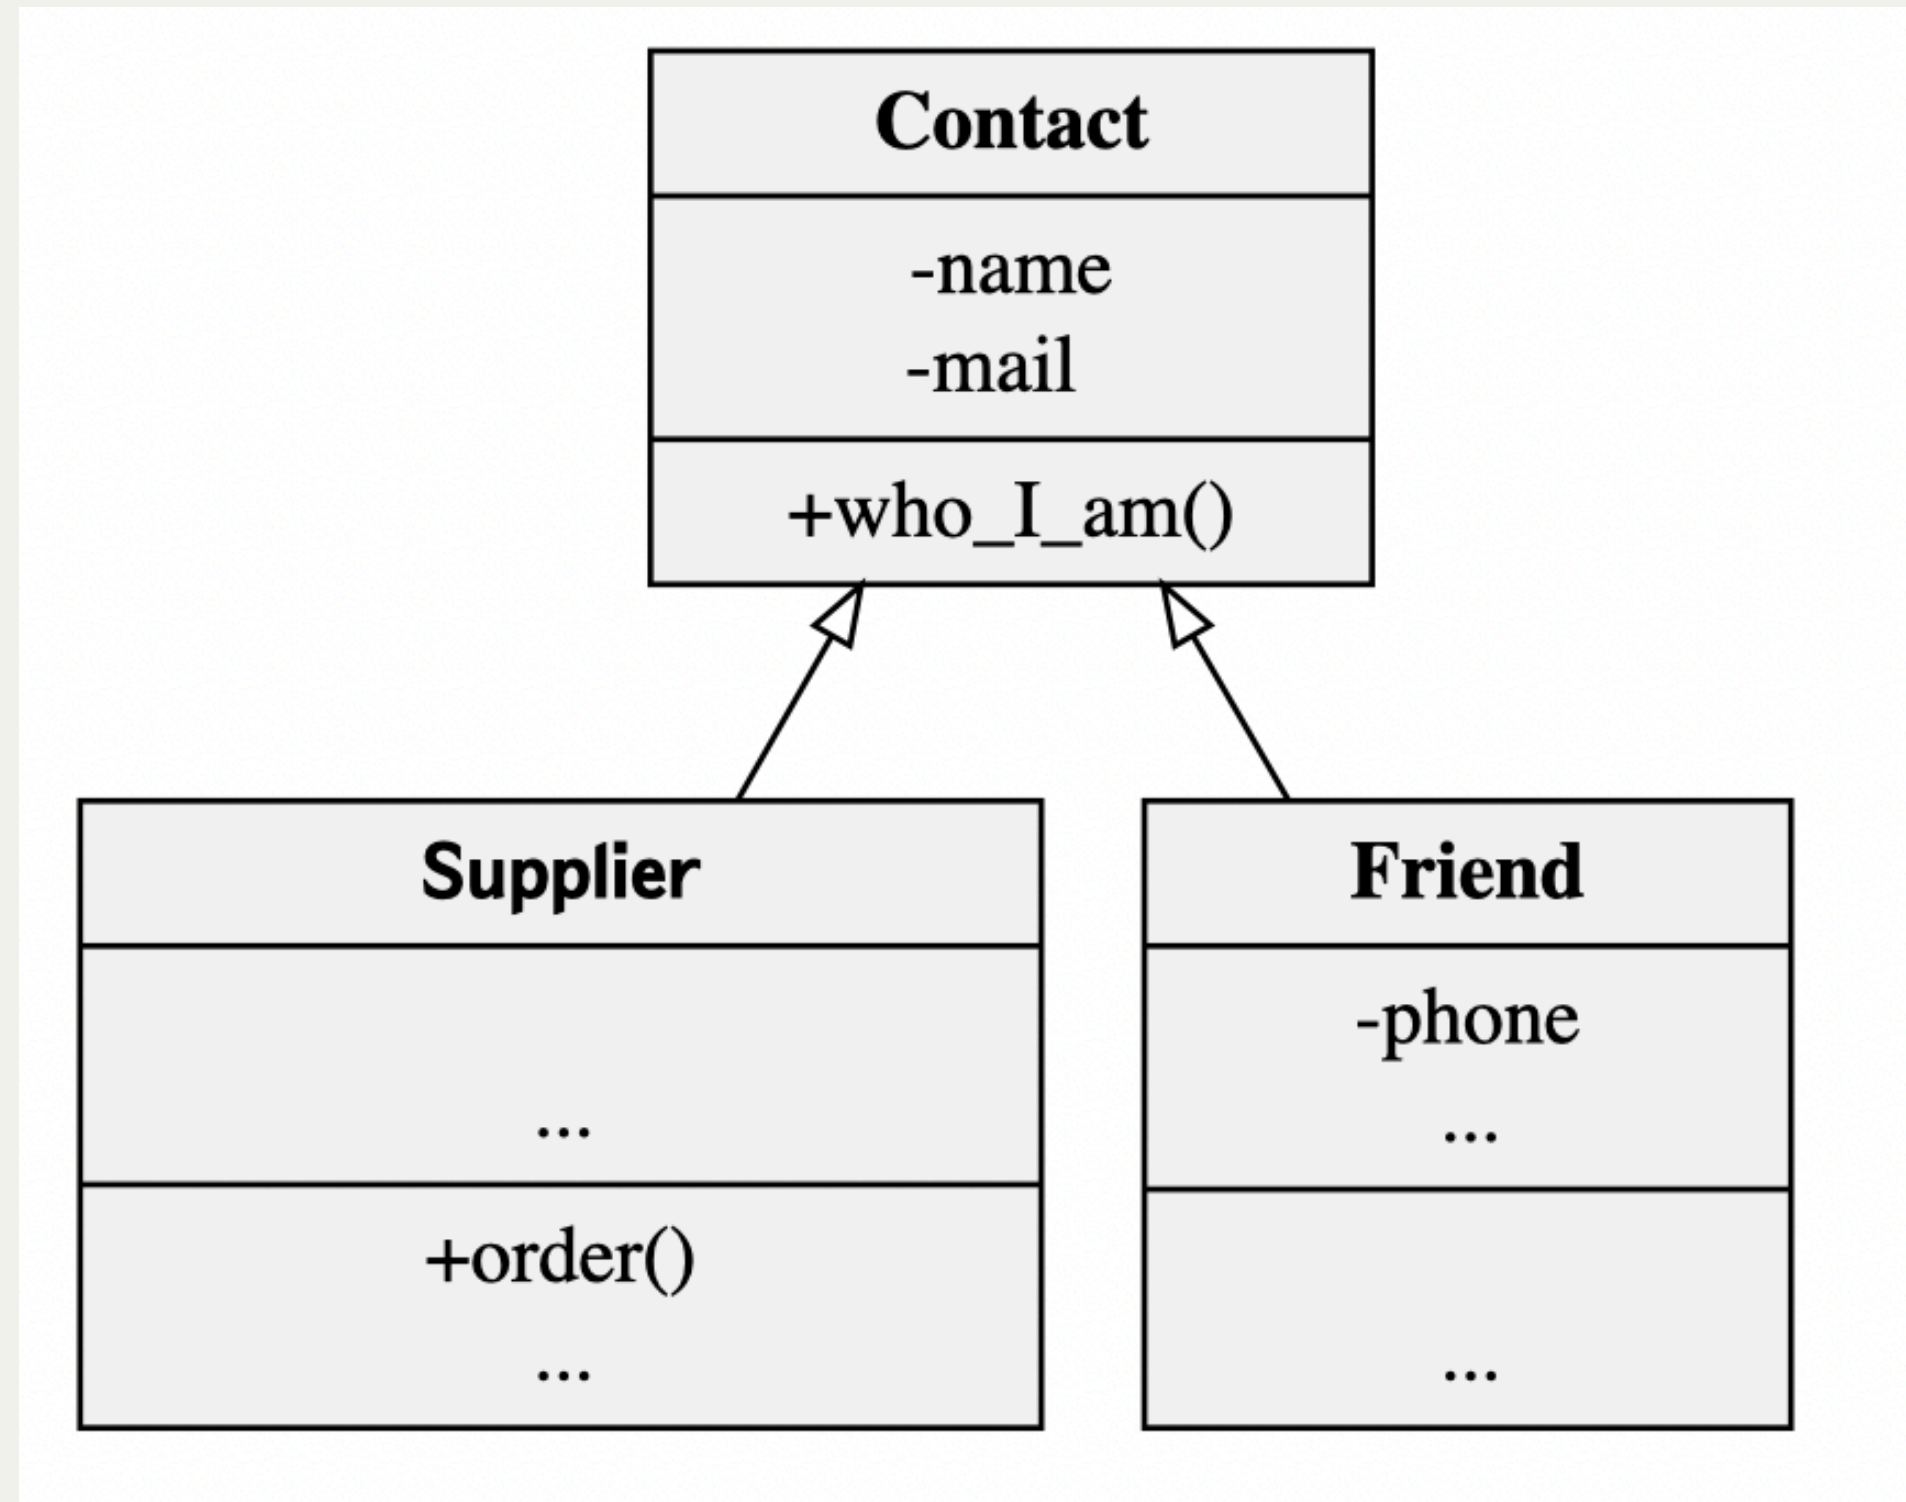 Contact
-name
-mail
+who_I_am()
Supplier
...
+order()
...
Friend
-phone
...
...